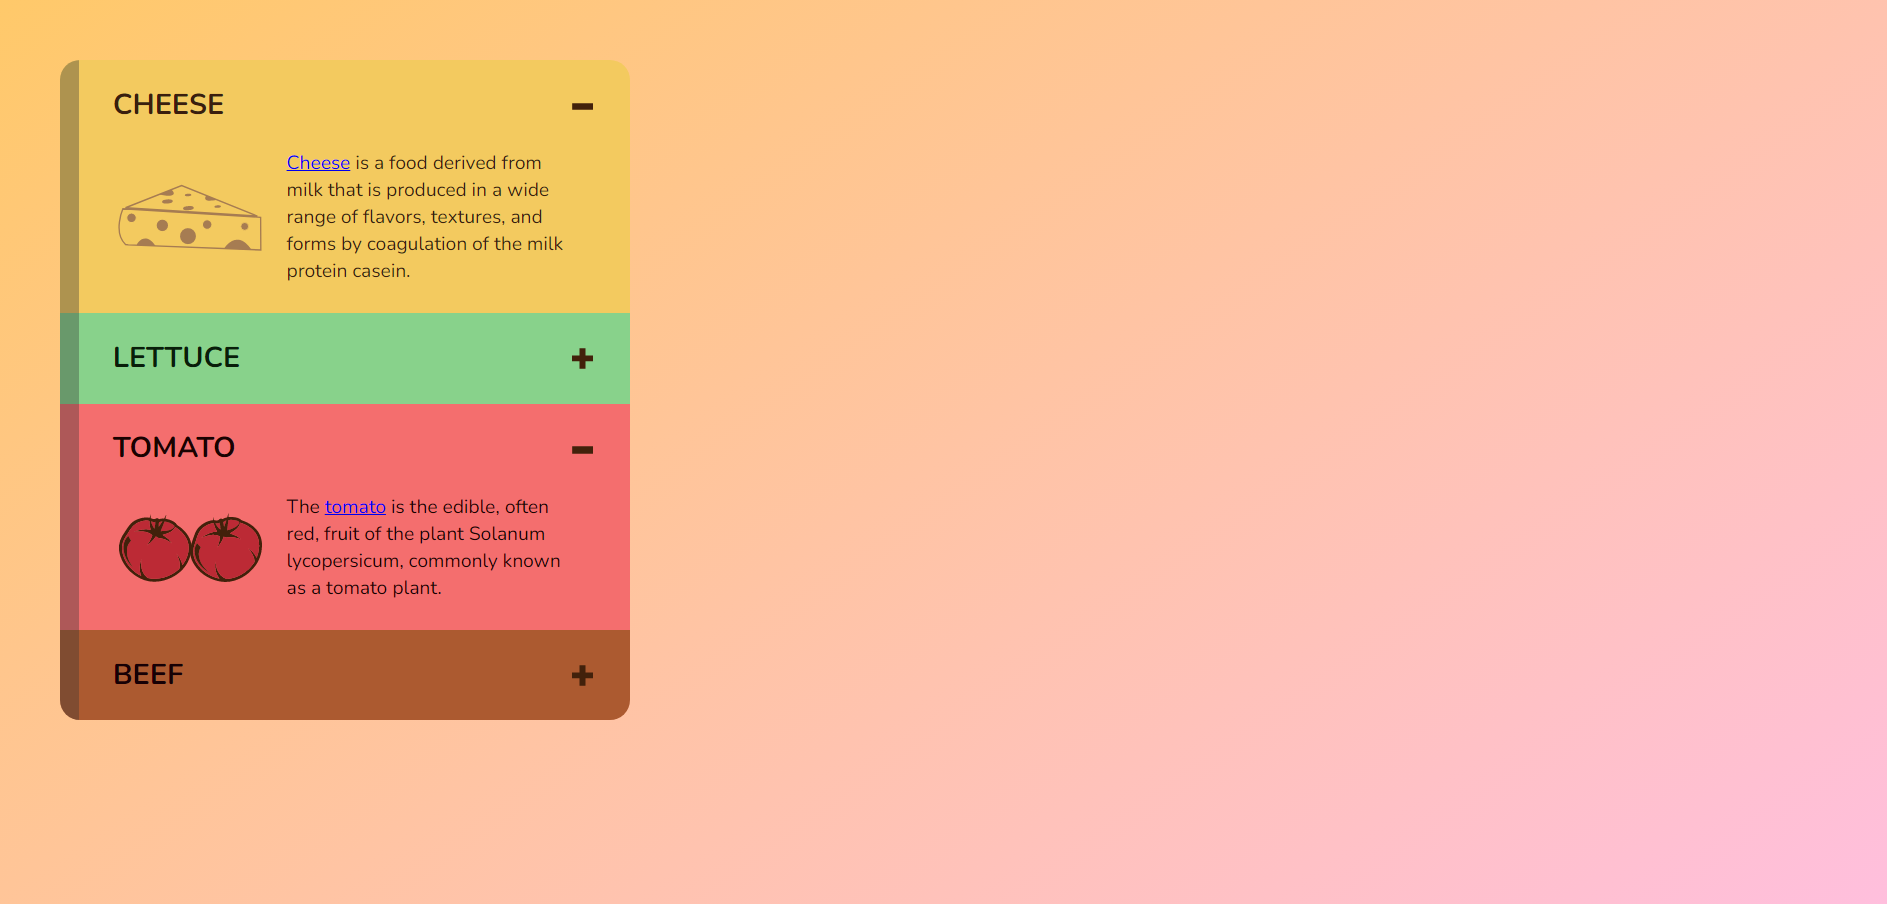 CHEESE
Cheese is a food derived from
milk that is produced in a wide
range of flavors, textures, and
forms by coagulation of the milk
protein casein.
LETTUCE
TOMATO
The tomato is the edible, often
red, fruit of the plant Solanum
lycopersicum, commonly known
as a tomato plant.
BEEF